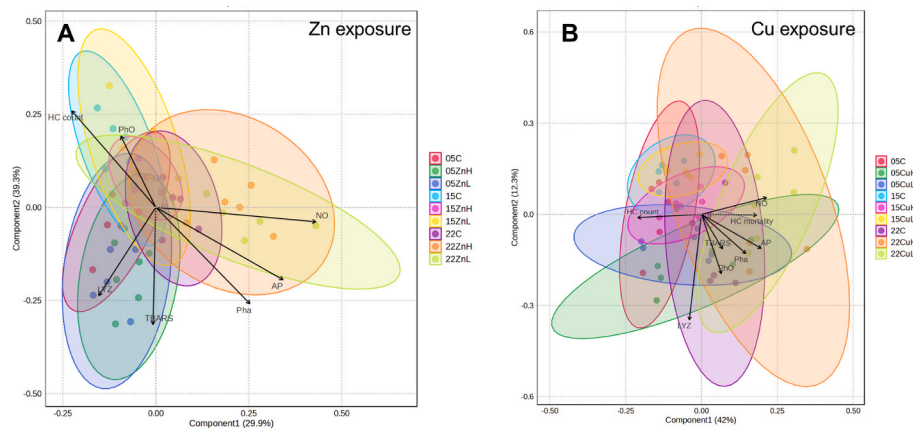 A
Zn exposure
0.50
0.25
0.00
-0.25
-0.50
Component2 (39.3%)
HC count
PhO
NO
AP
Pha
TBARS
-0.25
0.00
0.25
0.50
Component1 (29.9%)
05C
05ZnH
05ZnL
15C
15ZnH
15ZnL
22C
22ZnH
22ZnL
B
Cu exposure
0.6
0.3
0.0
-0.3
-0.6
Component2 (12.3%)
HC count
NO
HC mortality
TBARS
AP
Pha
PhO
LYZ
-0.50
-0.25
0.00
0.25
0.50
Component1 (42%)
05C
05CuH
05CuL
15C
15CuH
15CuL
22C
22CuH
22CuL